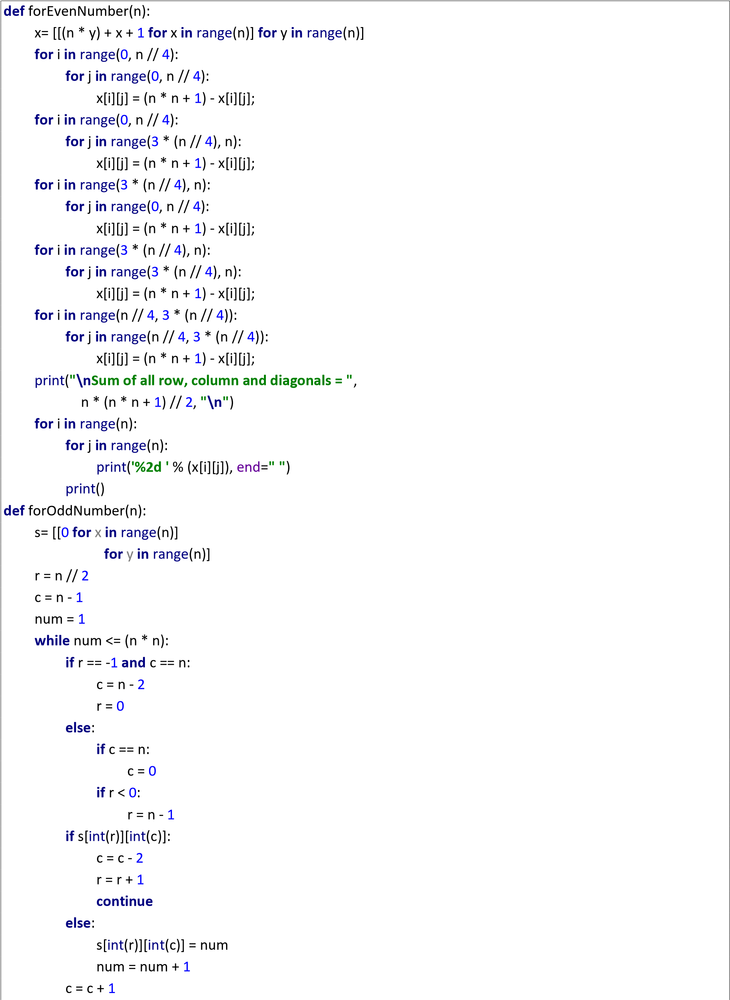 def forEvenNumber(n):
x= [[(n * y) + x + 1 for x in range(n)] for y in range(n)]
for i in range(0, n // 4):
for j in range(0, n // 4):
x[i][j] = (n * n + 1) - x[i][j];
for i in range(0, n // 4):
for j in range(3 * (n // 4), n):
x[i][j] = (n * n + 1) - x[i][j];
for i in range(3 * (n // 4), n):
for j in range(0, n // 4):
x[i][j] = (n * n + 1) - x[i][j];
for i in range(3 * (n // 4), n):
for j in range(3 * (n // 4), n):
x[i][j] = (n * n + 1) - x[i][j];
for i in range(n // 4, 3 * (n // 4)):
for j in range(n // 4, 3 * (n // 4)):
x[i][j] = (n * n + 1) - x[i][j];
print("\nSum of all row, column and diagonals = ",
n * (n * n + 1) // 2, "\n")
for i in range(n):
for j in range(n):
print('%2d ' % (x[i][j]), end=" ")
print()
def forOddNumber(n):
s= [[0 for x in range(n)]
for y in range(n)]
r = n // 2
c = n - 1
num = 1
while num <= (n * n):
if r == -1 and c == n:
c = n - 2
r = 0
else:
if c == n:
c = 0
if r < 0:
r = n - 1
if s[int(r)][int(c)]:
c = c - 2
r = r + 1
continue
else:
s[int(r)][int(c)] = num
num = num + 1
c = c + 1